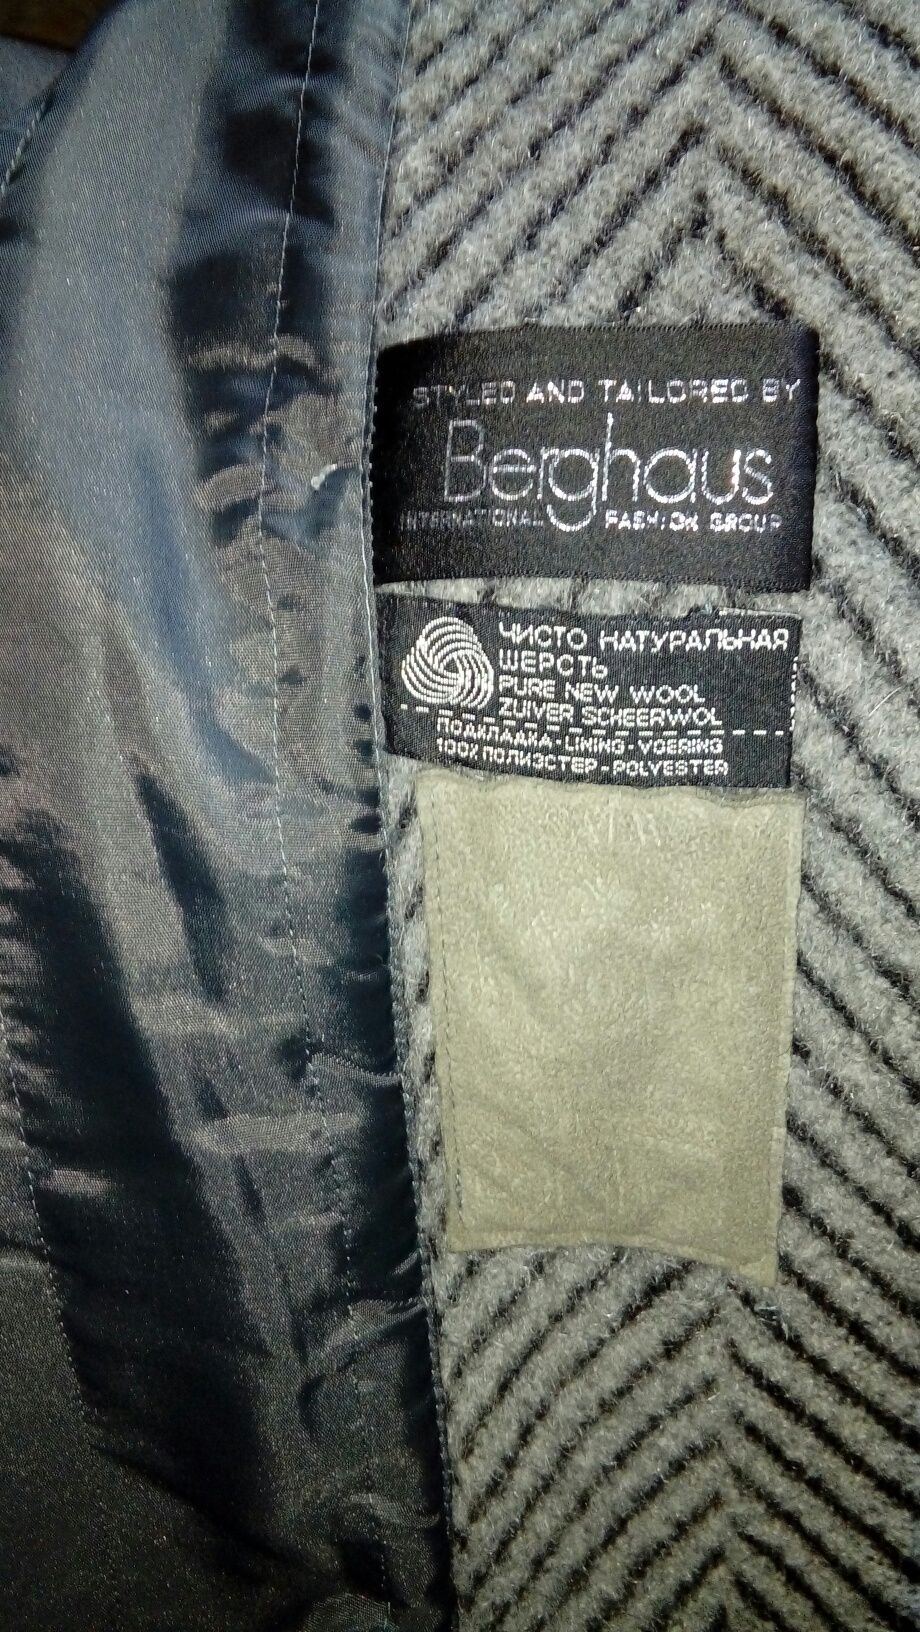 STYLED AND TAILORED BY
Berghaus
INTERNATIONAL FASHION GROUP
ЧИСТО НАТУРАЛЬНАЯ
ШЕРСТЬ
PURE NEW WOOL
ZUIVER SCHEERWOL
ПОДКЛАДКА-LINING-VOERING
100% ПОЛИЭСТЕР-POLYESTER